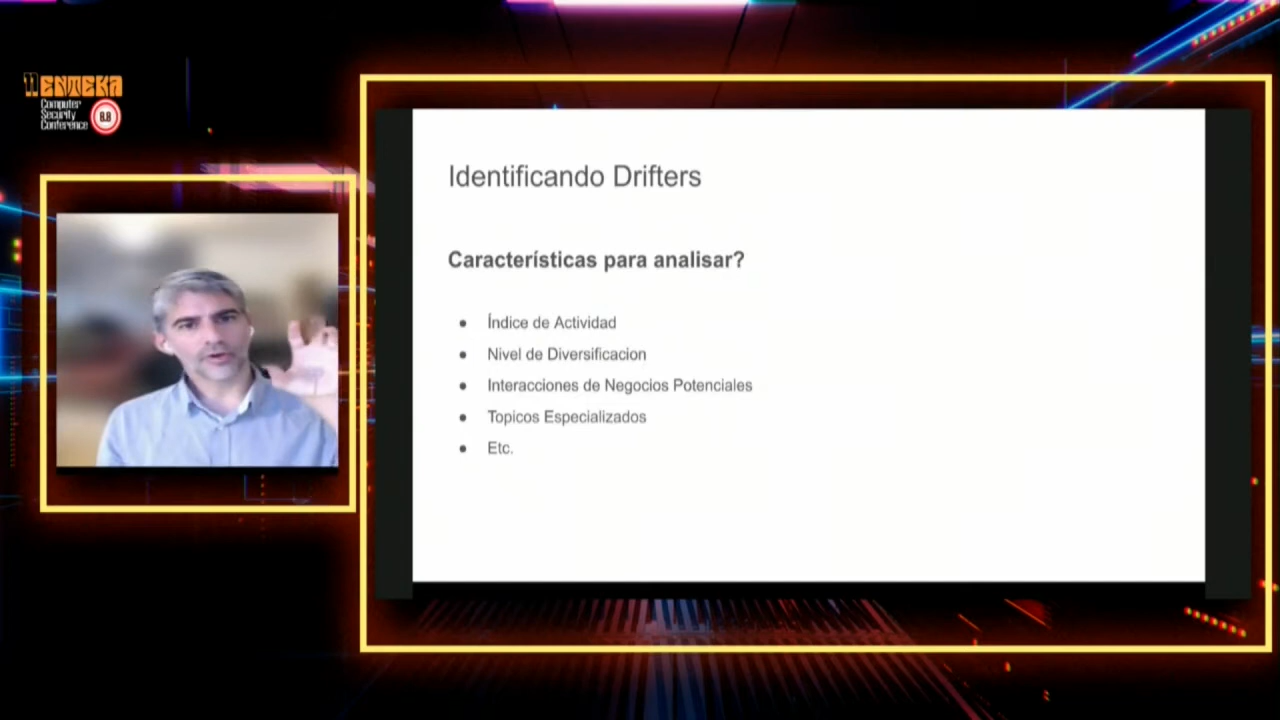 11ENTEKA
Computer
Security
Conference
8.8
Identificando Drifters
Características para analisar?
Índice de Actividad
Nivel de Diversificacion
Interacciones de Negocios Potenciales
Topicos Especializados
Etc.